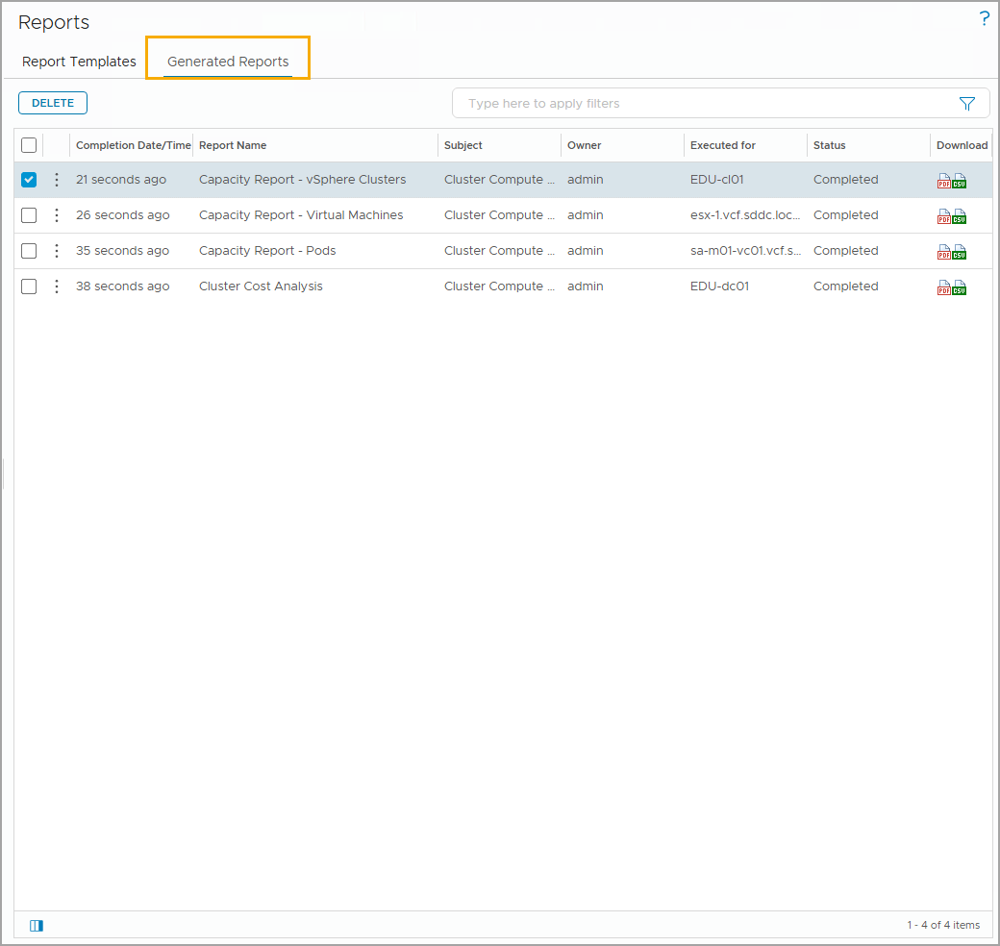 Reports
?
Report Templates Generated Reports
DELETE Type here to apply filters
Completion Date/Time Report Name Subject Owner Executed for Status Download
21 seconds ago Capacity Report - vSphere Clusters Cluster Compute ... admin EDU-cl01 Completed PDF CSV
26 seconds ago Capacity Report - Virtual Machines Cluster Compute ... admin esx-1.vcf.sddc.loc... Completed PDF CSV
35 seconds ago Capacity Report - Pods Cluster Compute ... admin sa-m01-vc01.vcf.s... Completed PDF CSV
38 seconds ago Cluster Cost Analysis Cluster Compute ... admin EDU-dc01 Completed PDF CSV
1 - 4 of 4 items